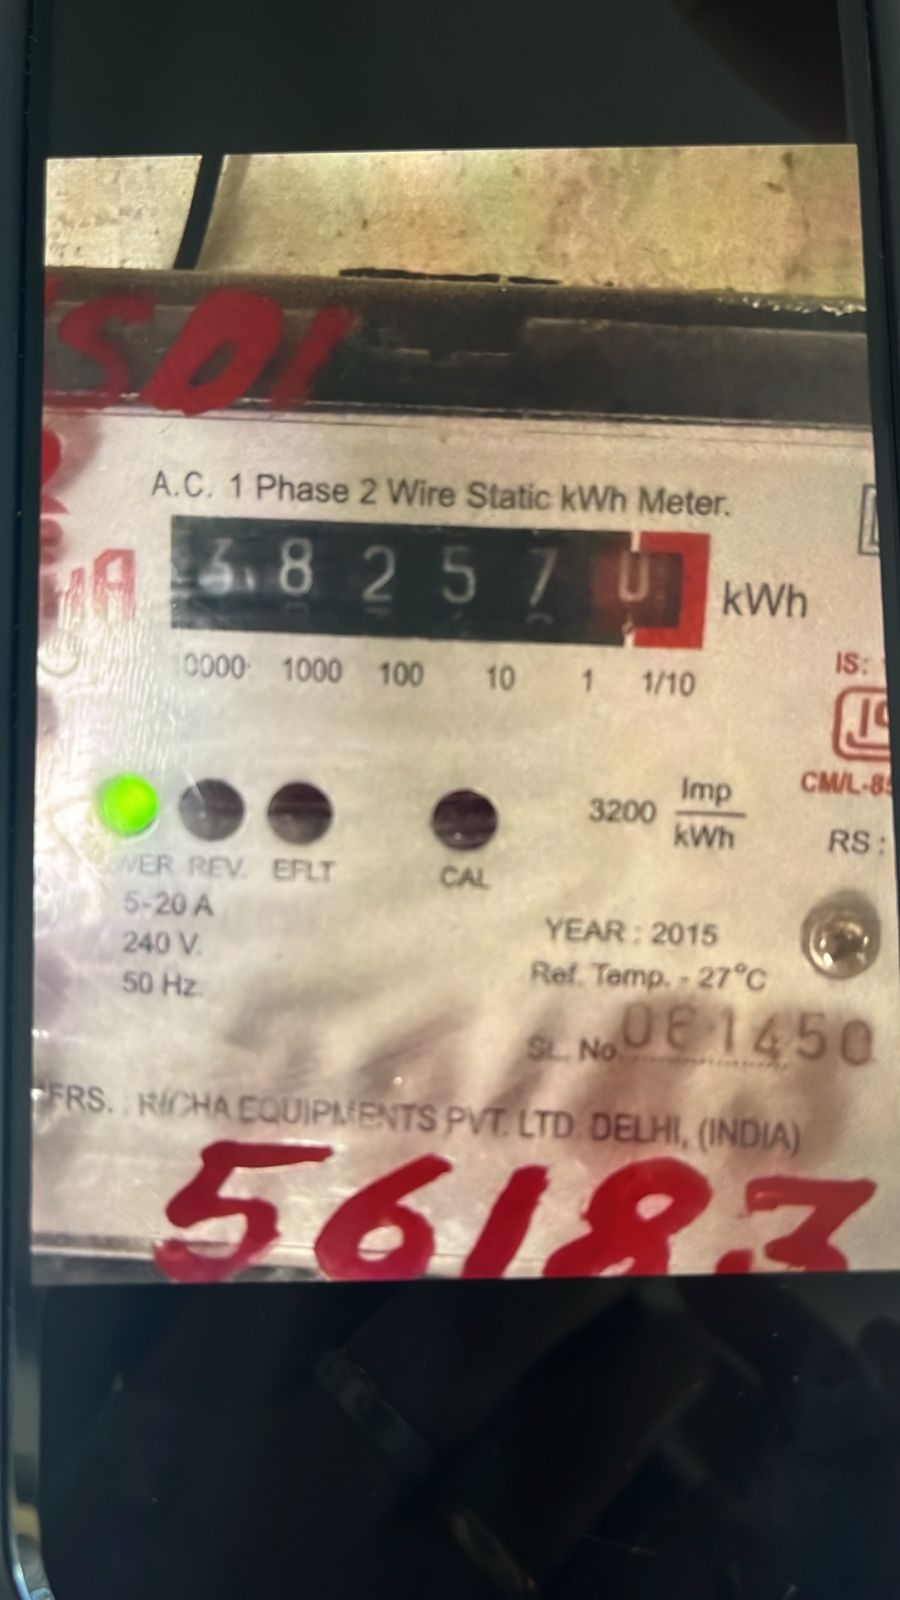 SD1
A.C. 1 Phase 2 Wire Static kWh Meter.
3 8 2 5 7 0 kWh
10000 1000 100 10 1 1/10
IS:
CM/L-85
3200 Imp
kWh
RS :
REV. EFLT CAL
5-20 A
240 V.
50 Hz.
YEAR : 2015
Ref. Temp. - 27°C
SL. No 061450
RICHA EQUIPMENTS PVT. LTD. DELHI, (INDIA)
56183